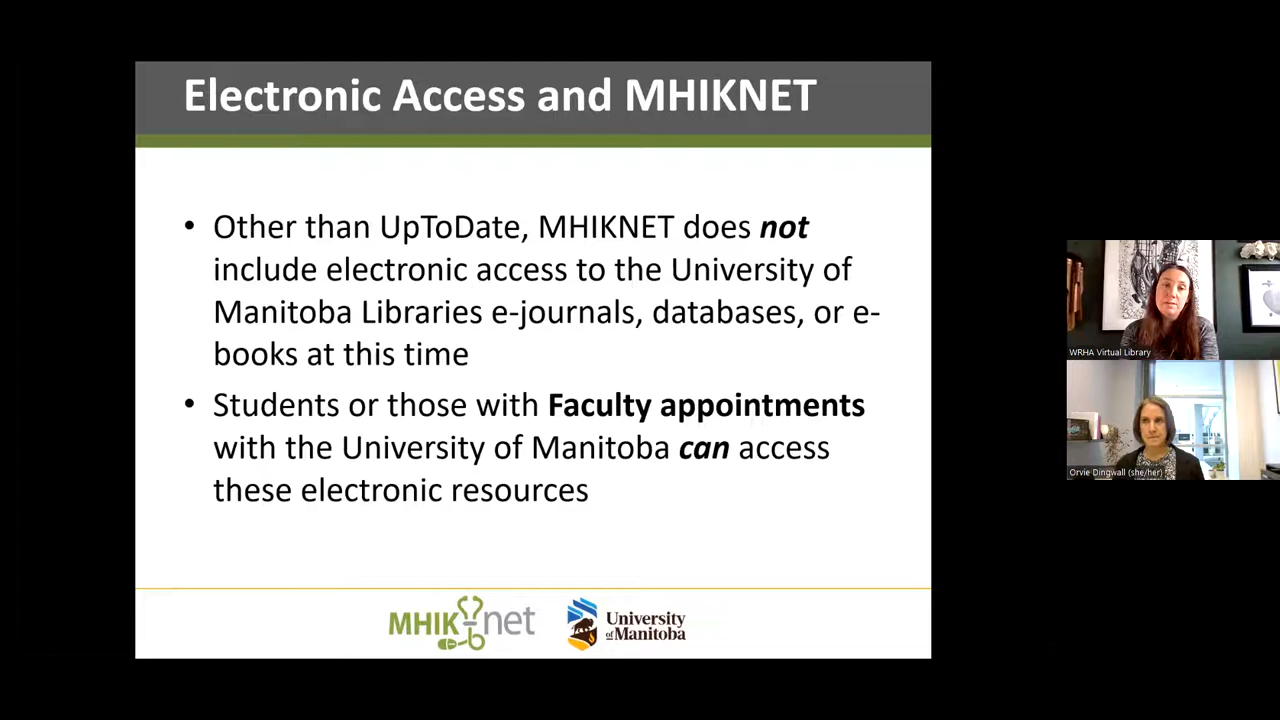 Electronic Access and MHIKNET
• Other than UpToDate, MHIKNET does not
include electronic access to the University of
Manitoba Libraries e-journals, databases, or e-
books at this time
• Students or those with Faculty appointments
with the University of Manitoba can access
these electronic resources
MHIK-net
University
of Manitoba
WRHA Virtual Library
Orvie Dingwall (she/her)